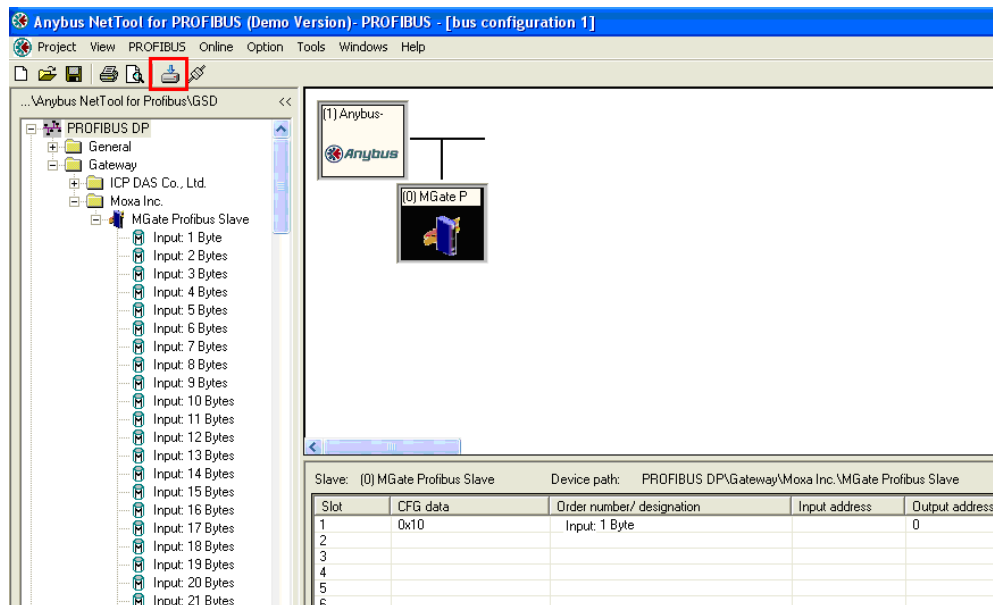 Anybus NetTool for PROFIBUS (Demo Version)- PROFIBUS - [bus configuration 1]
Project View PROFIBUS Online Option Tools Windows Help
...\Anybus NetTool for Profibus\GSD <<
PROFIBUS DP
General
Gateway
ICP DAS Co., Ltd.
Moxa Inc.
MGate Profibus Slave
Input: 1 Byte
Input: 2 Bytes
Input: 3 Bytes
Input: 4 Bytes
Input: 5 Bytes
Input: 6 Bytes
Input: 7 Bytes
Input: 8 Bytes
Input: 9 Bytes
Input: 10 Bytes
Input: 11 Bytes
Input: 12 Bytes
Input: 13 Bytes
Input: 14 Bytes
Input: 15 Bytes
Input: 16 Bytes
Input: 17 Bytes
Input: 18 Bytes
Input: 19 Bytes
Input: 20 Bytes
Input: 21 Bytes
(1) Anybus-
Anybus
(0) MGate P
Slave: (0) MGate Profibus Slave Device path: PROFIBUS DP\Gateway\Moxa Inc.\MGate Profibus Slave
Slot CFG data Order number/ designation Input address Output address
1 0x10 Input: 1 Byte 0
2
3
4
5
6